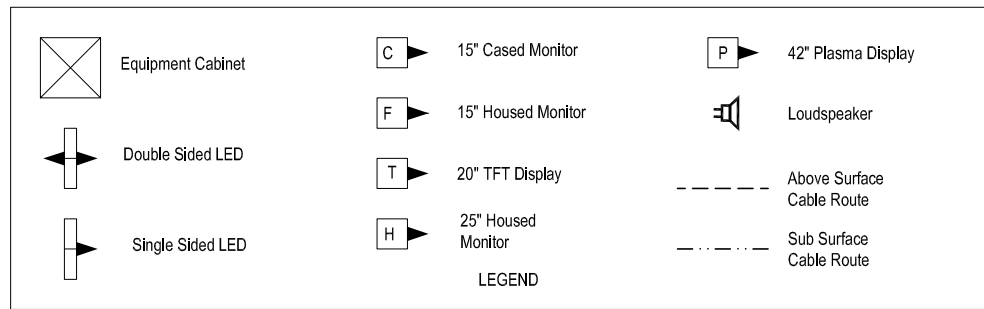 Equipment Cabinet
Double Sided LED
Single Sided LED
C
15" Cased Monitor
F
15" Housed Monitor
T
20" TFT Display
H
25" Housed
Monitor
P
42" Plasma Display
Loudspeaker
Above Surface
Cable Route
Sub Surface
Cable Route
LEGEND